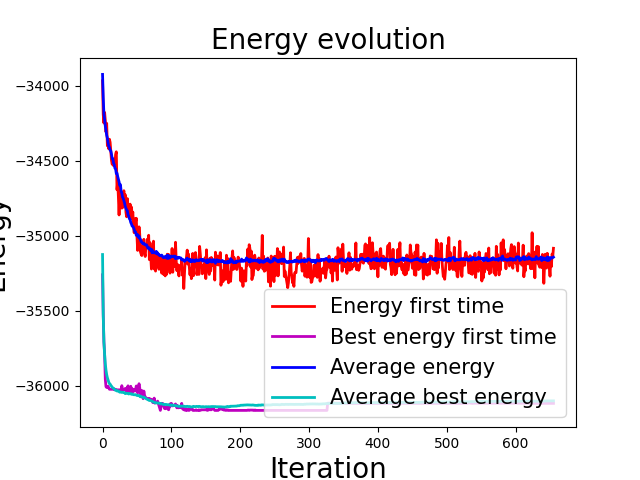 Energy evolution
Energy
−34000
−34500
−35000
−35500
−36000
0 100 200 300 400 500 600
Iteration
Energy first time
Best energy first time
Average energy
Average best energy